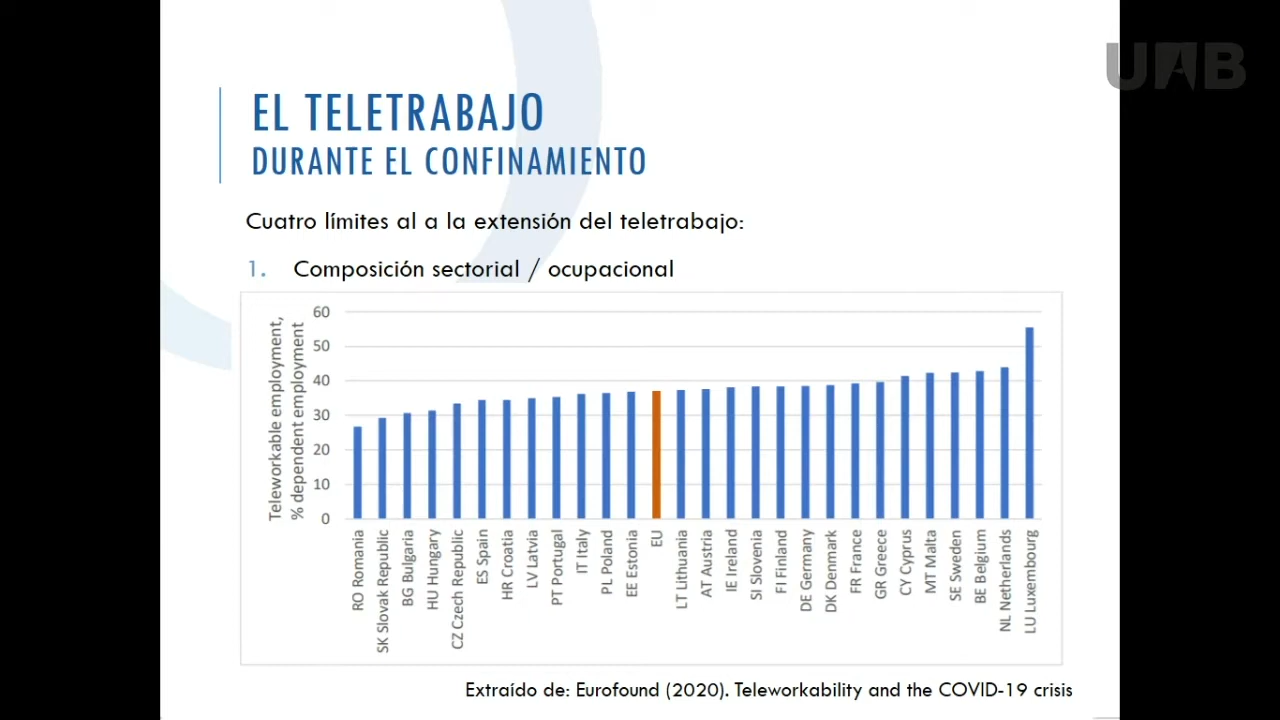 UAB
EL TELETRABAJO
DURANTE EL CONFINAMIENTO
Cuatro límites al a la extensión del teletrabajo:
1. Composición sectorial / ocupacional
Teleworkable employment,
% dependent employment
60
50
40
30
20
10
0
RO Romania
SK Slovak Republic
BG Bulgaria
HU Hungary
CZ Czech Republic
ES Spain
HR Croatia
LV Latvia
PT Portugal
IT Italy
PL Poland
EE Estonia
EU
LT Lithuania
AT Austria
IE Ireland
SI Slovenia
FI Finland
DE Germany
DK Denmark
FR France
GR Greece
CY Cyprus
MT Malta
SE Sweden
BE Belgium
NL Netherlands
LU Luxembourg
Extraído de: Eurofound (2020). Teleworkability and the COVID-19 crisis